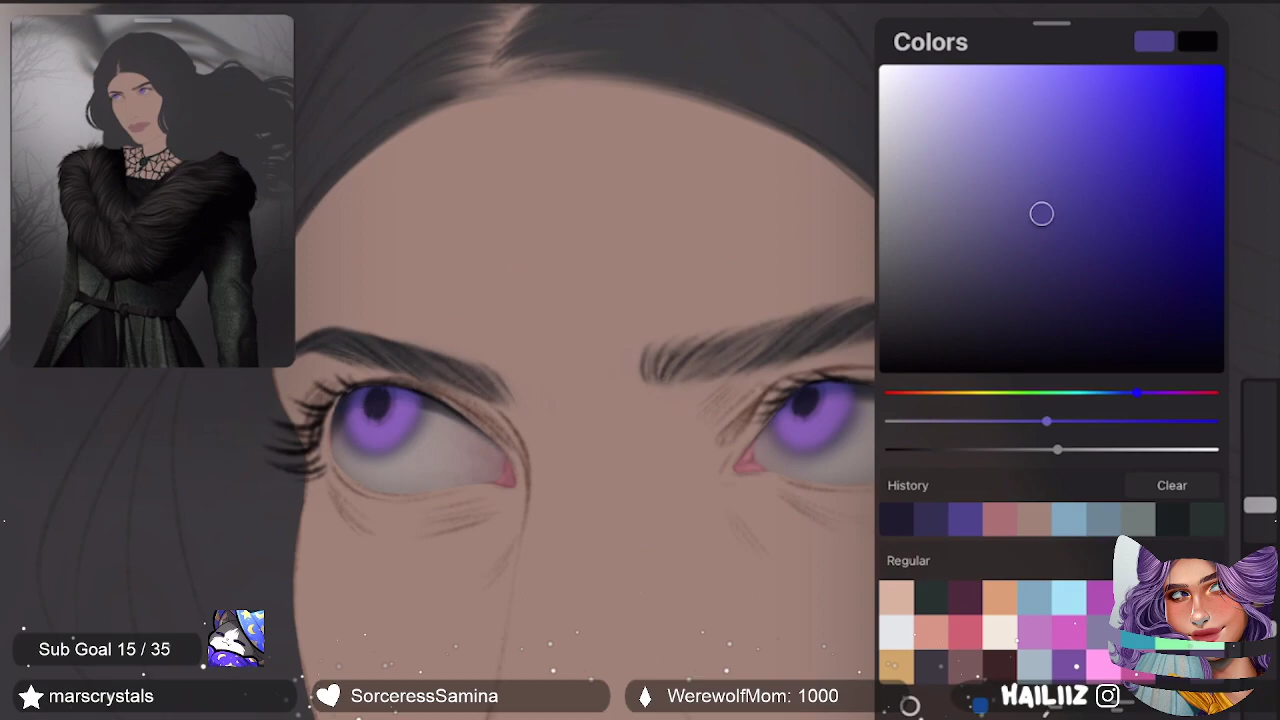 Colors
History
Clear
Regular
Sub Goal 15 / 35
marscrystals
SorceressSamina
WerewolfMom: 1000
HAILIIZ